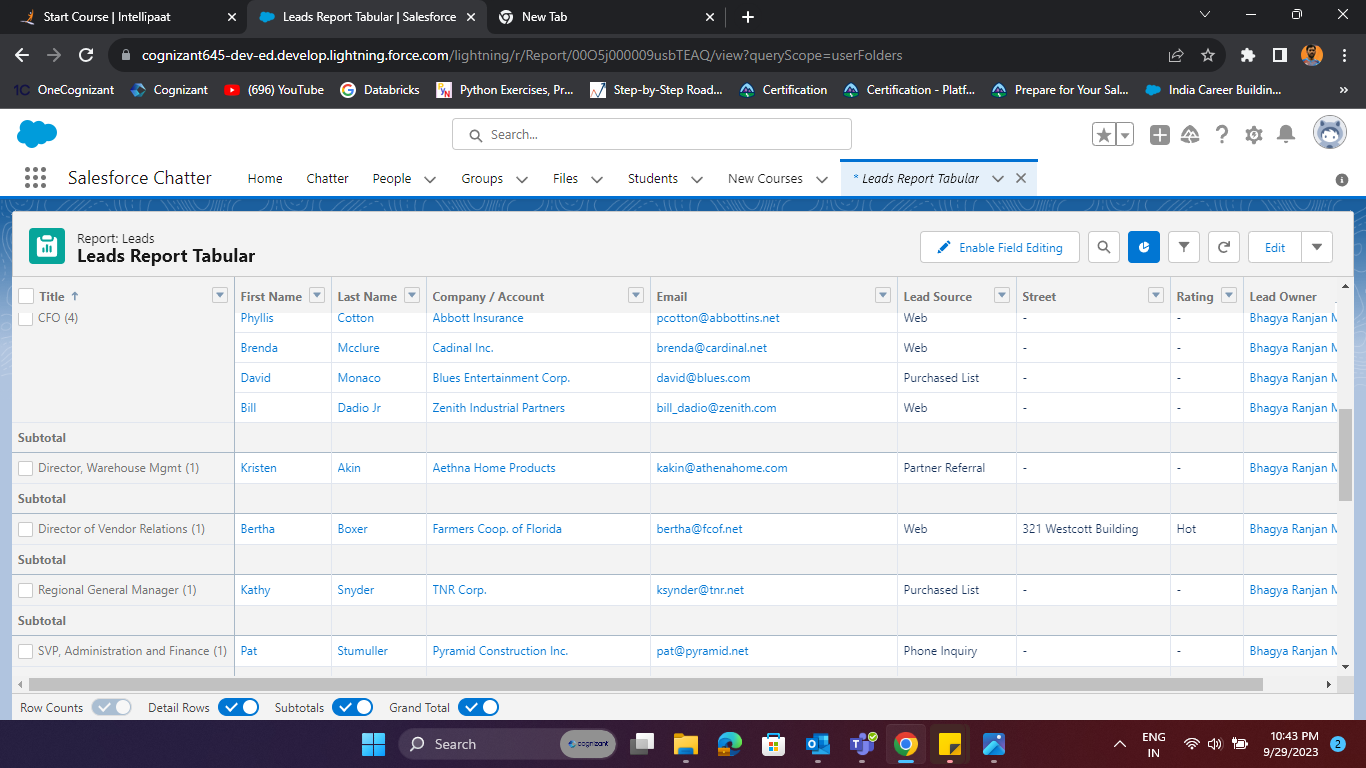 Start Course | Intellipaat
Leads Report Tabular | Salesforce
New Tab
cognizant645-dev-ed.develop.lightning.force.com/lightning/r/Report/00O5j000009usbTEAQ/view?queryScope=userFolders
1C OneCognizant Cognizant (696) YouTube Databricks Python Exercises, Pr... Step-by-Step Road... Certification Certification - Platf... Prepare for Your Sal... India Career Buildin... »
Search...
Salesforce Chatter Home Chatter People Groups Files Students New Courses * Leads Report Tabular
Report: Leads
Leads Report Tabular
Enable Field Editing Edit
Title ↑ First Name Last Name Company / Account Email Lead Source Street Rating Lead Owner
CFO (4) Phyllis Cotton Abbott Insurance pcotton@abbottins.net Web - - Bhagya Ranjan M
Brenda Mcclure Cadinal Inc. brenda@cardinal.net Web - - Bhagya Ranjan M
David Monaco Blues Entertainment Corp. david@blues.com Purchased List - - Bhagya Ranjan M
Bill Dadio Jr Zenith Industrial Partners bill_dadio@zenith.com Web - - Bhagya Ranjan M
Subtotal
Director, Warehouse Mgmt (1) Kristen Akin Aethna Home Products kakin@athenahome.com Partner Referral - - Bhagya Ranjan M
Subtotal
Director of Vendor Relations (1) Bertha Boxer Farmers Coop. of Florida bertha@fcof.net Web 321 Westcott Building Hot Bhagya Ranjan M
Subtotal
Regional General Manager (1) Kathy Snyder TNR Corp. ksynder@tnr.net Purchased List - - Bhagya Ranjan M
Subtotal
SVP, Administration and Finance (1) Pat Stumuller Pyramid Construction Inc. pat@pyramid.net Phone Inquiry - - Bhagya Ranjan M
Row Counts Detail Rows Subtotals Grand Total
Search cognizant
ENG
IN
10:43 PM
9/29/2023
2